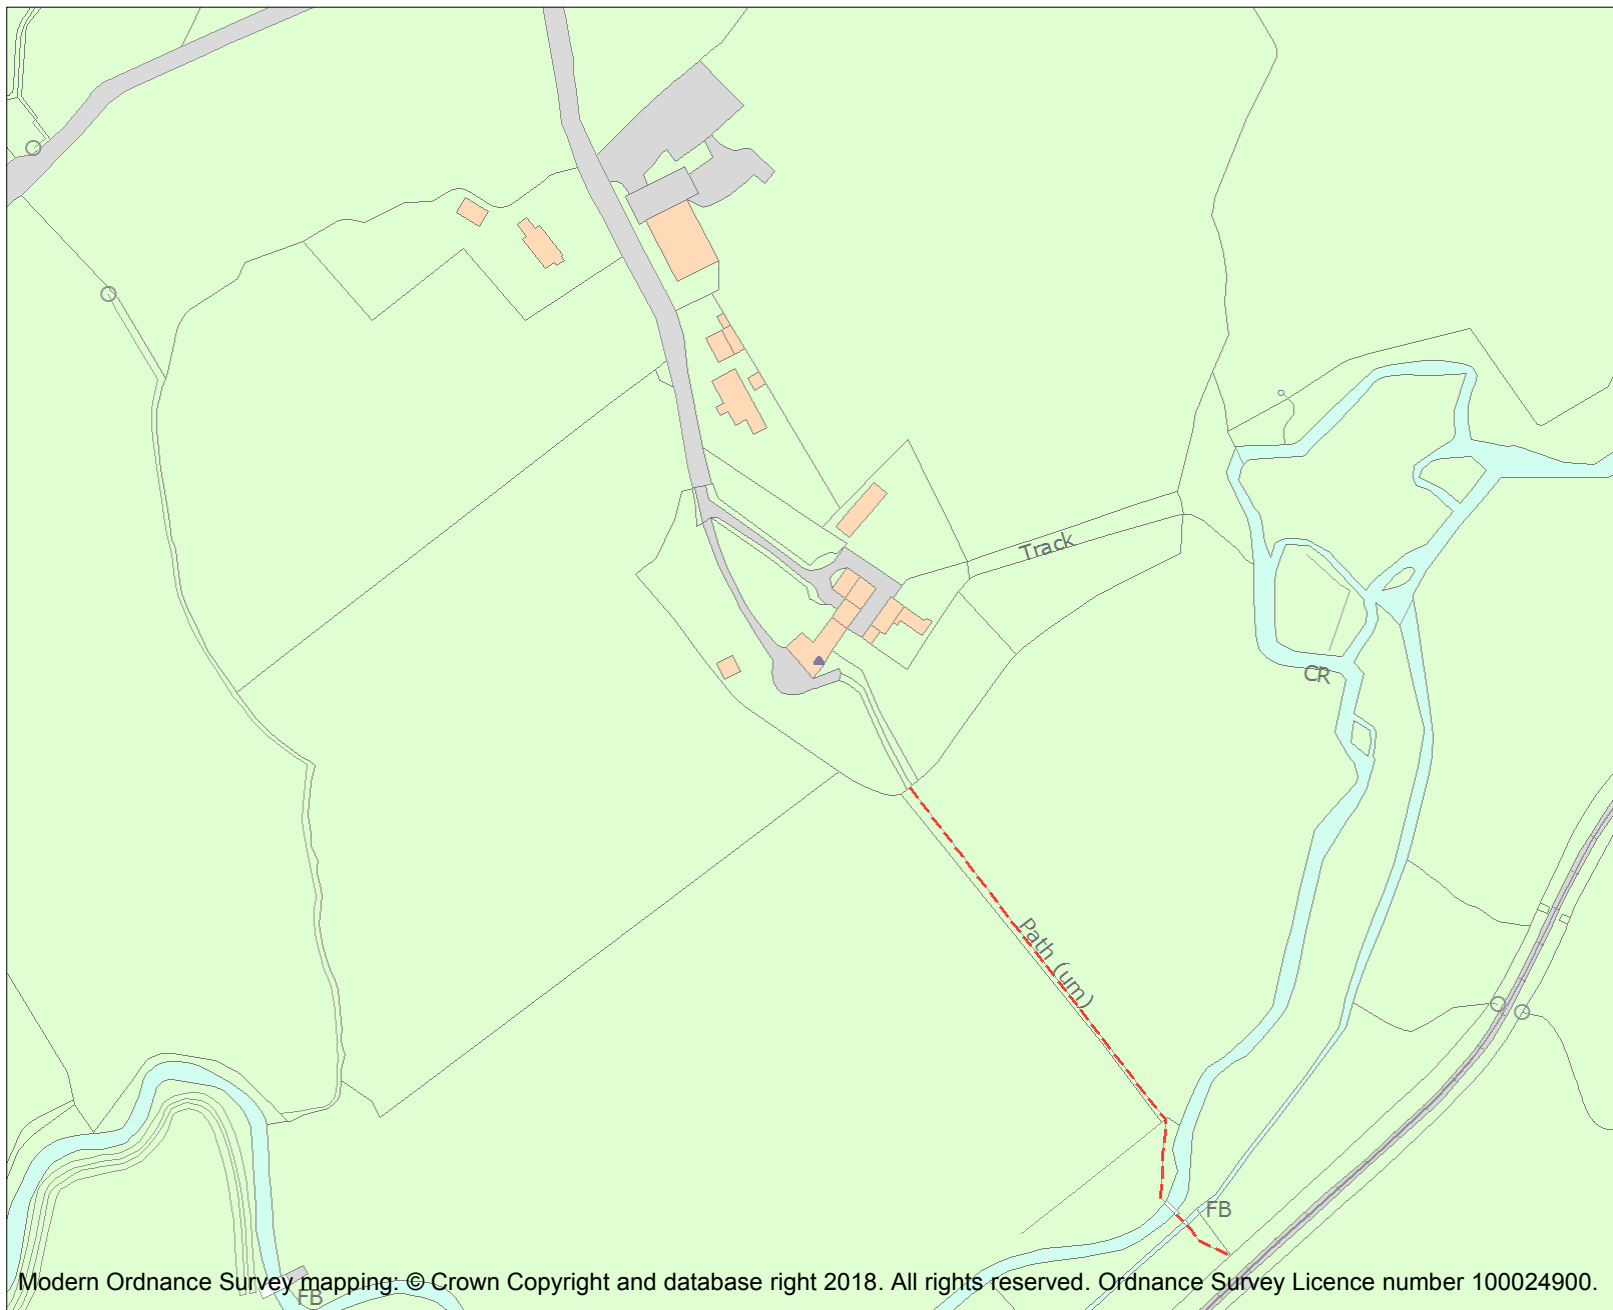 Track
CR
Path (um)
FB
Modern Ordnance Survey mapping: © Crown Copyright and database right 2018. All rights reserved. Ordnance Survey Licence number 100024900.
FB